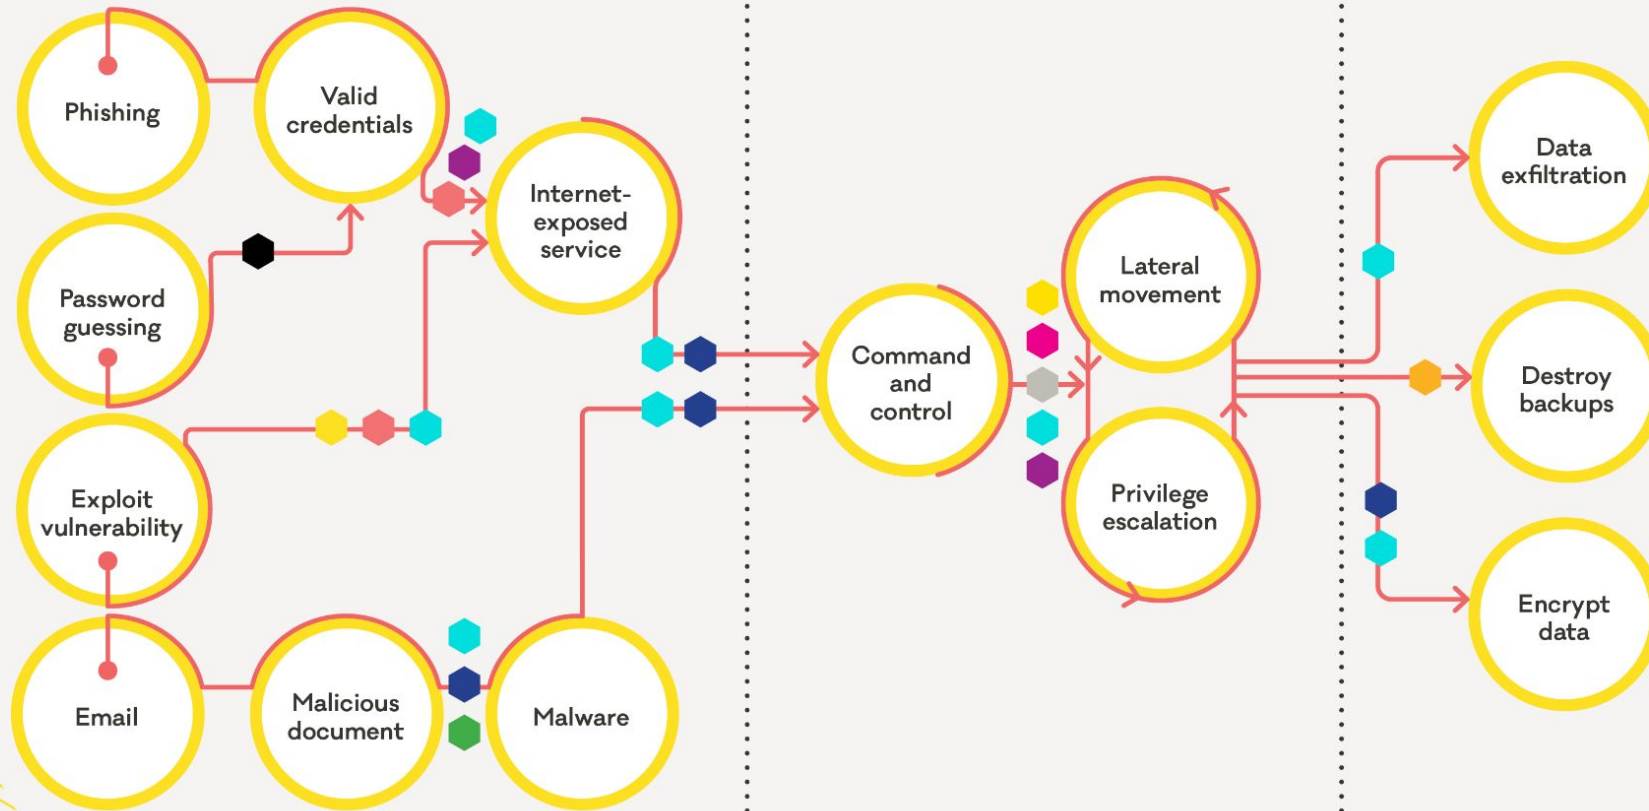 Phishing
Valid
credentials
Internet-
exposed
service
Password
guessing
Exploit
vulnerability
Email
Malicious
document
Malware
Command
and
control
Lateral
movement
Privilege
escalation
Data
exfiltration
Destroy
backups
Encrypt
data